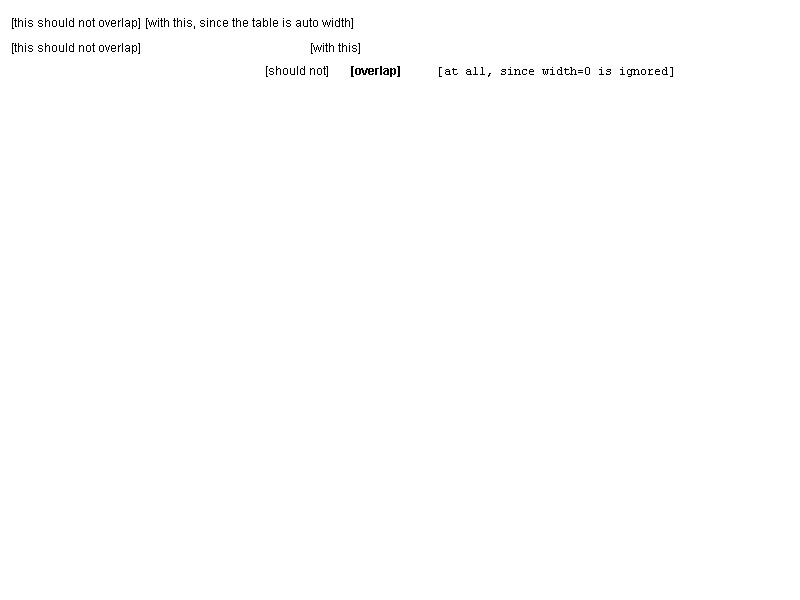 [this should not overlap] [with this, since the table is auto width]
[this should not overlap] [with this]
[should not] [overlap] [at all, since width=0 is ignored]